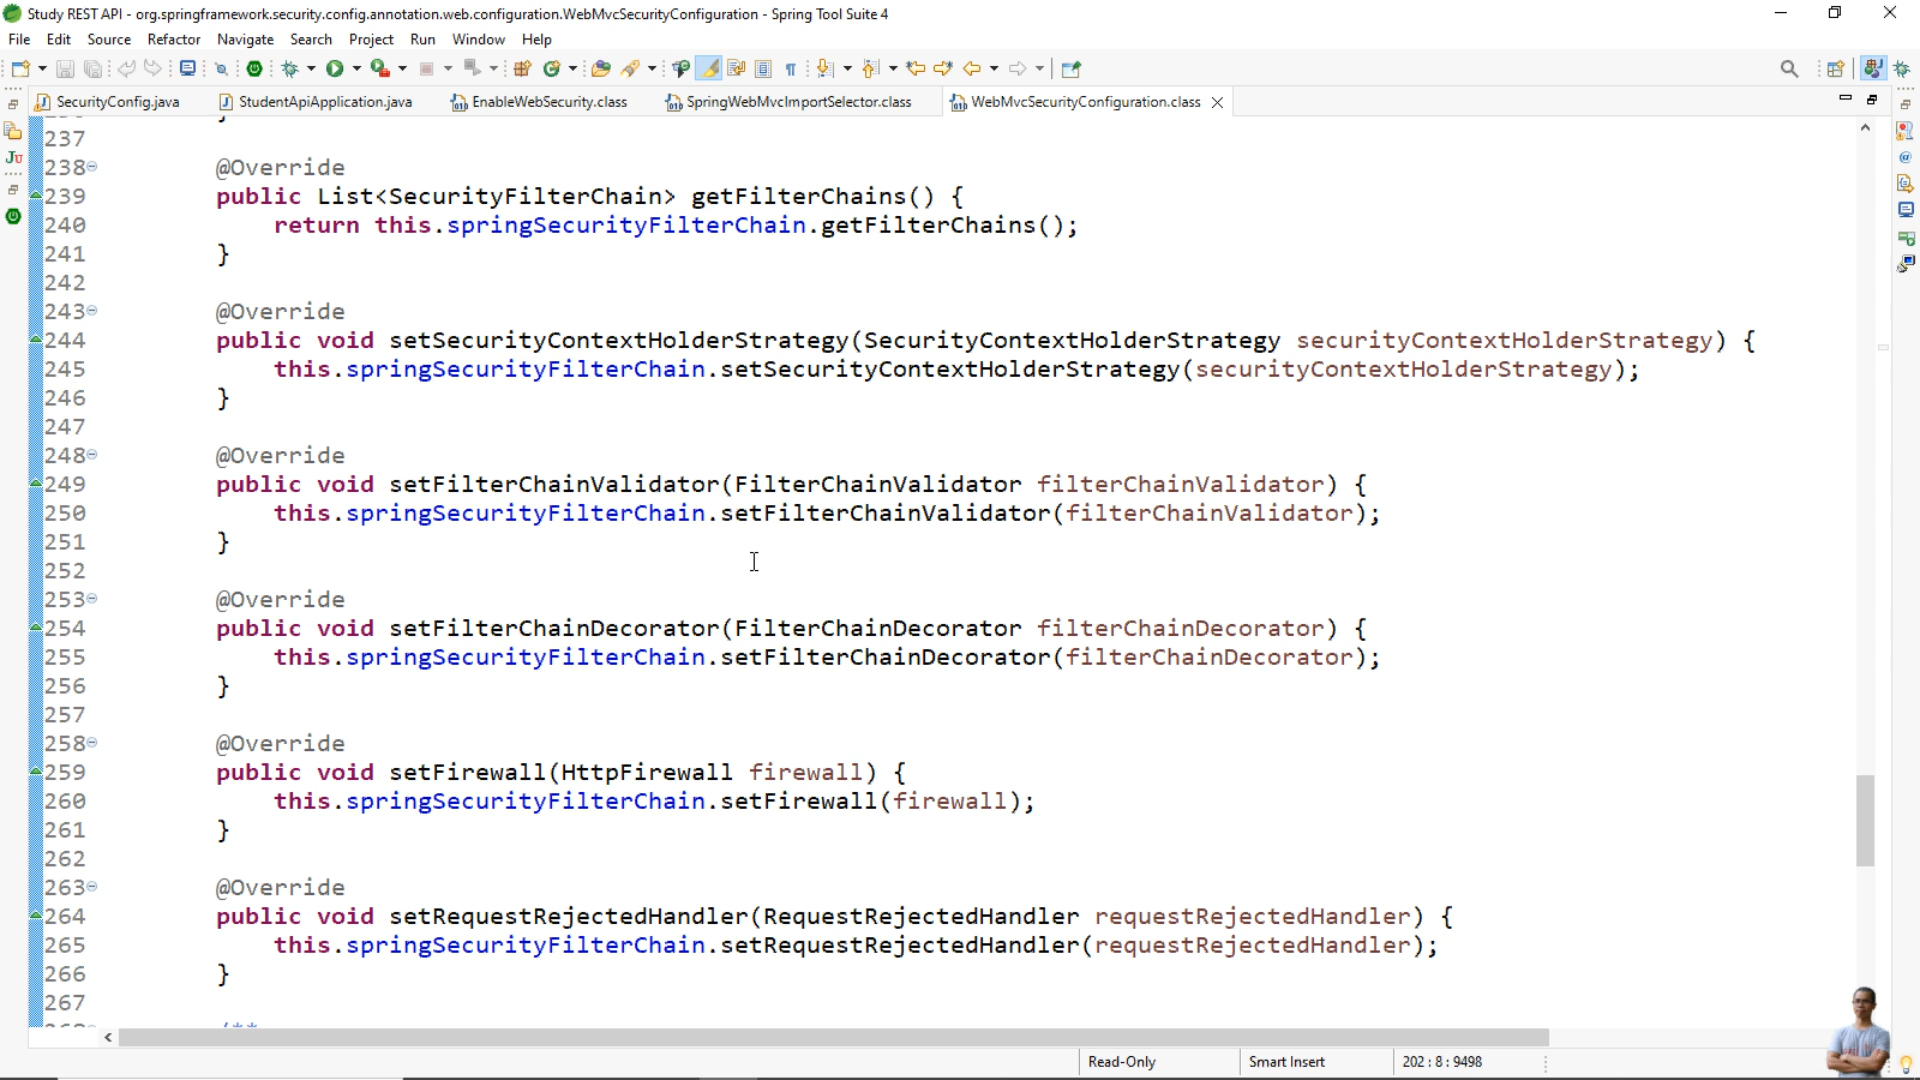 Study REST API - org.springframework.security.config.annotation.web.configuration.WebMvcSecurityConfiguration - Spring Tool Suite 4
File Edit Source Refactor Navigate Search Project Run Window Help
SecurityConfig.java StudentApiApplication.java EnableWebSecurity.class SpringWebMvcImportSelector.class WebMvcSecurityConfiguration.class
237
238 @Override
239 public List<SecurityFilterChain> getFilterChains() {
240 return this.springSecurityFilterChain.getFilterChains();
241 }
242
243 @Override
244 public void setSecurityContextHolderStrategy(SecurityContextHolderStrategy securityContextHolderStrategy) {
245 this.springSecurityFilterChain.setSecurityContextHolderStrategy(securityContextHolderStrategy);
246 }
247
248 @Override
249 public void setFilterChainValidator(FilterChainValidator filterChainValidator) {
250 this.springSecurityFilterChain.setFilterChainValidator(filterChainValidator);
251 }
252
253 @Override
254 public void setFilterChainDecorator(FilterChainDecorator filterChainDecorator) {
255 this.springSecurityFilterChain.setFilterChainDecorator(filterChainDecorator);
256 }
257
258 @Override
259 public void setFirewall(HttpFirewall firewall) {
260 this.springSecurityFilterChain.setFirewall(firewall);
261 }
262
263 @Override
264 public void setRequestRejectedHandler(RequestRejectedHandler requestRejectedHandler) {
265 this.springSecurityFilterChain.setRequestRejectedHandler(requestRejectedHandler);
266 }
267
Read-Only Smart Insert 202 : 8 : 9498